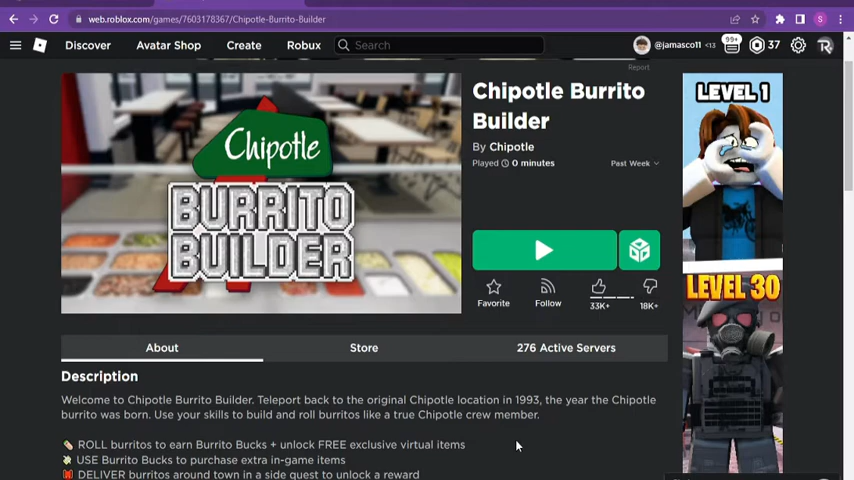 web.roblox.com/games/7603178367/Chipotle-Burrito-Builder
S
Discover
Avatar Shop
Create
Robux
Search
@jamasco11 <13
99+
37
Report
Chipotle
BURRITO
BUILDER
Chipotle Burrito
Builder
By Chipotle
Played 0 minutes
Past Week
Favorite
Follow
33K+
18K+
LEVEL 1
LEVEL 30
About
Store
276 Active Servers
Description
Welcome to Chipotle Burrito Builder. Teleport back to the original Chipotle location in 1993, the year the Chipotle
burrito was born. Use your skills to build and roll burritos like a true Chipotle crew member.
ROLL burritos to earn Burrito Bucks + unlock FREE exclusive virtual items
USE Burrito Bucks to purchase extra in-game items
DELIVER burritos around town in a side quest to unlock a reward